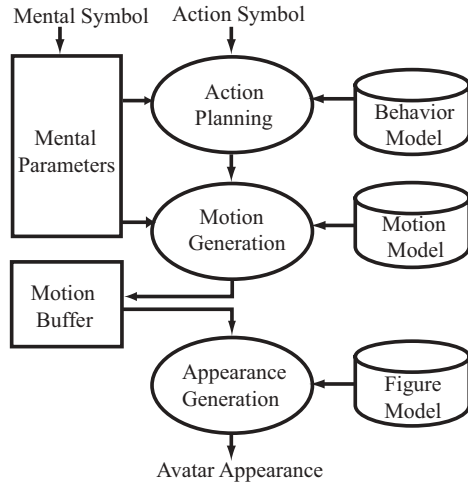 Mental Symbol
Action Symbol
Mental
Parameters
Action
Planning
Behavior
Model
Motion
Generation
Motion
Model
Motion
Buffer
Appearance
Generation
Figure
Model
Avatar Appearance